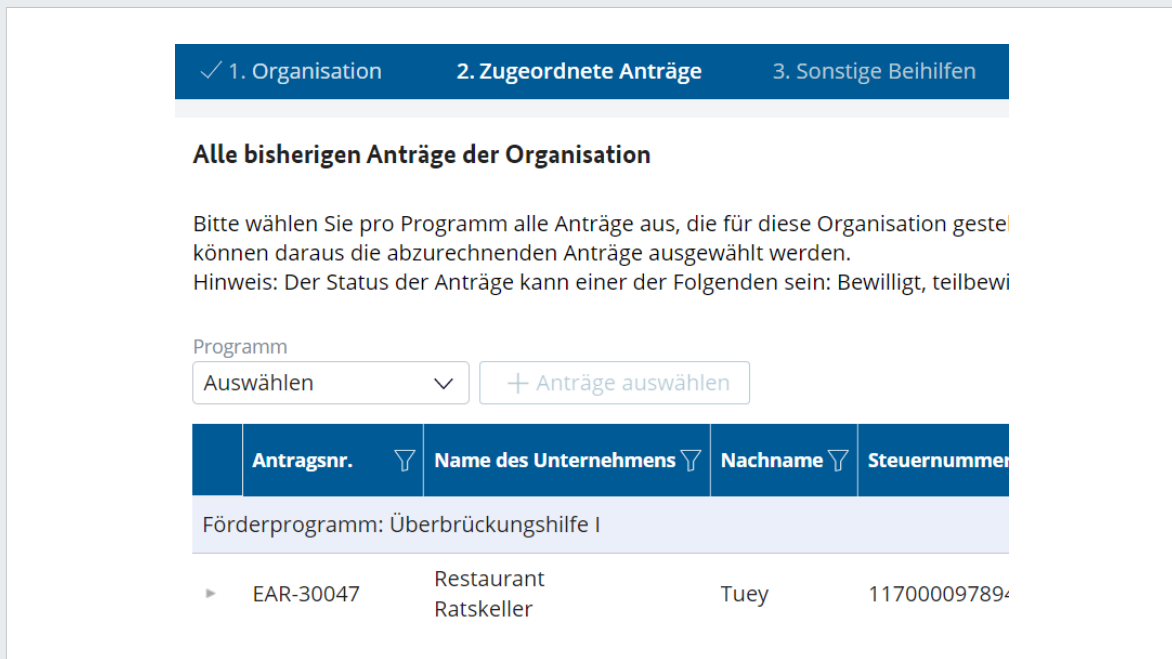 1. Organisation 2. Zugeordnete Anträge 3. Sonstige Beihilfen
Alle bisherigen Anträge der Organisation
Bitte wählen Sie pro Programm alle Anträge aus, die für diese Organisation
können daraus die abzurechnenden Anträge ausgewählt werden.
Hinweis: Der Status der Anträge kann einer der Folgenden sein: Bewilligt,
Programm
Auswählen + Anträge auswählen
Antragsnr. Name des Unternehmens Nachname Steuernummer
Förderprogramm: Überbrückungshilfe I
EAR-30047 Restaurant Ratskeller Tuey